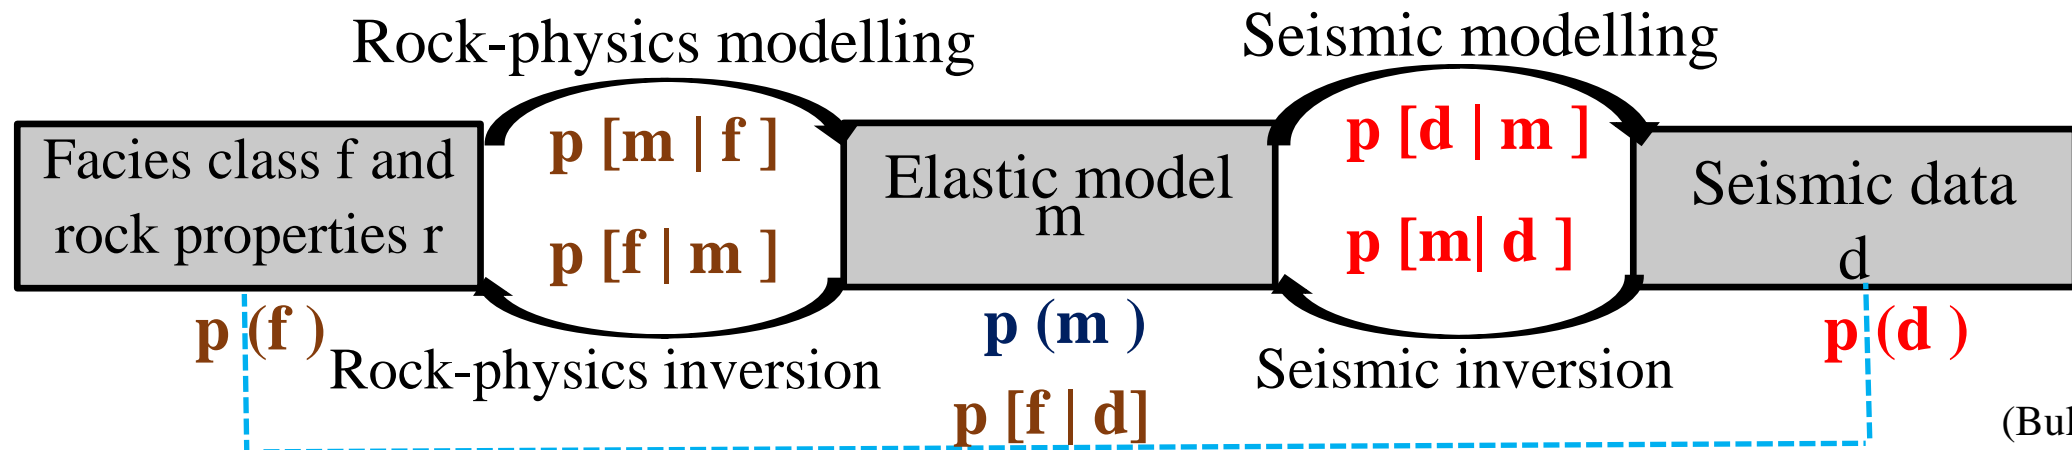 Rock-physics modelling
Seismic modelling
Facies class f and
rock properties r
p [m | f ]
p [f | m ]
Elastic model
m
p [d | m ]
p [m| d ]
Seismic data
d
p (f )
Rock-physics inversion
p (m )
Seismic inversion
p (d )
p [f | d]